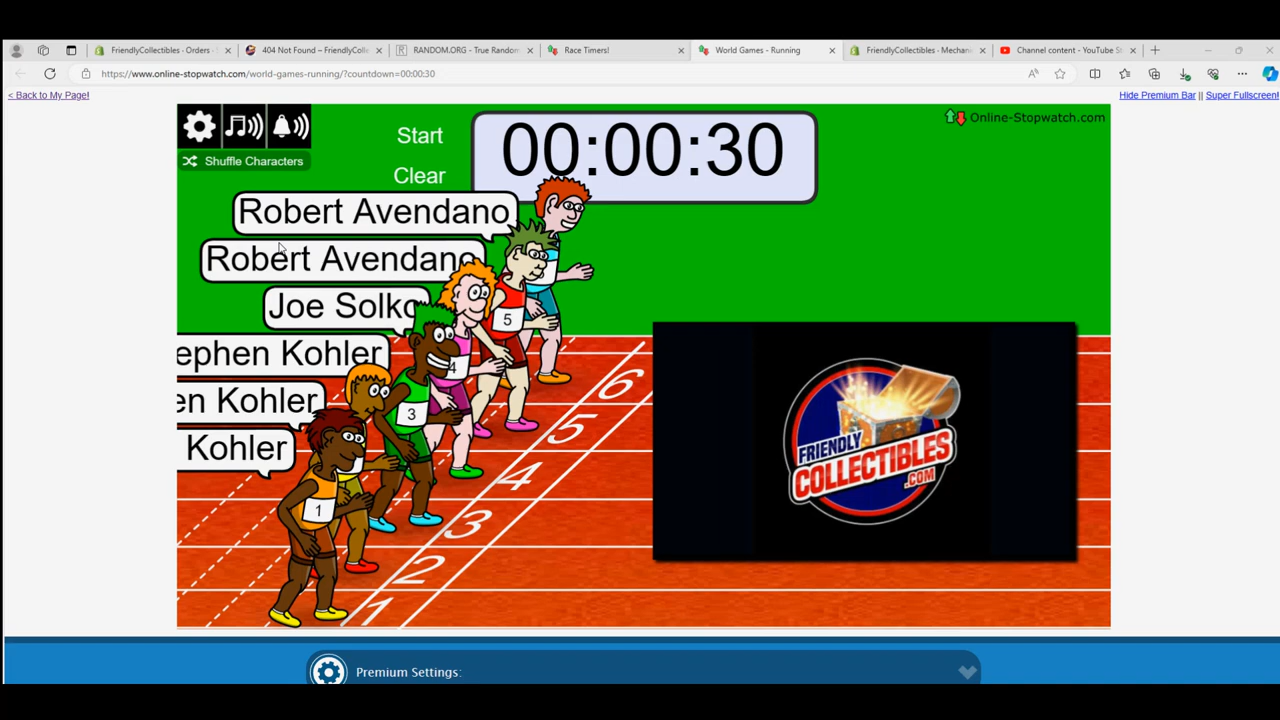 FriendlyCollectibles - Orders -
404 Not Found – FriendlyColle
RANDOM.ORG - True Random
Race Timers!
World Games - Running
FriendlyCollectibles - Mechan
Channel content - YouTube St
https://www.online-stopwatch.com/world-games-running/?countdown=00:00:30
< Back to My Page!
Hide Premium Bar || Super Fullscreen!
Start
Clear
00:00:30
Online-Stopwatch.com
Shuffle Characters
Robert Avendano
Robert Avendano
Joe Solko
ephen Kohler
en Kohler
Kohler
5
4
3
1
6
5
4
3
2
1
FRIENDLY
COLLECTIBLES
.COM
Premium Settings: